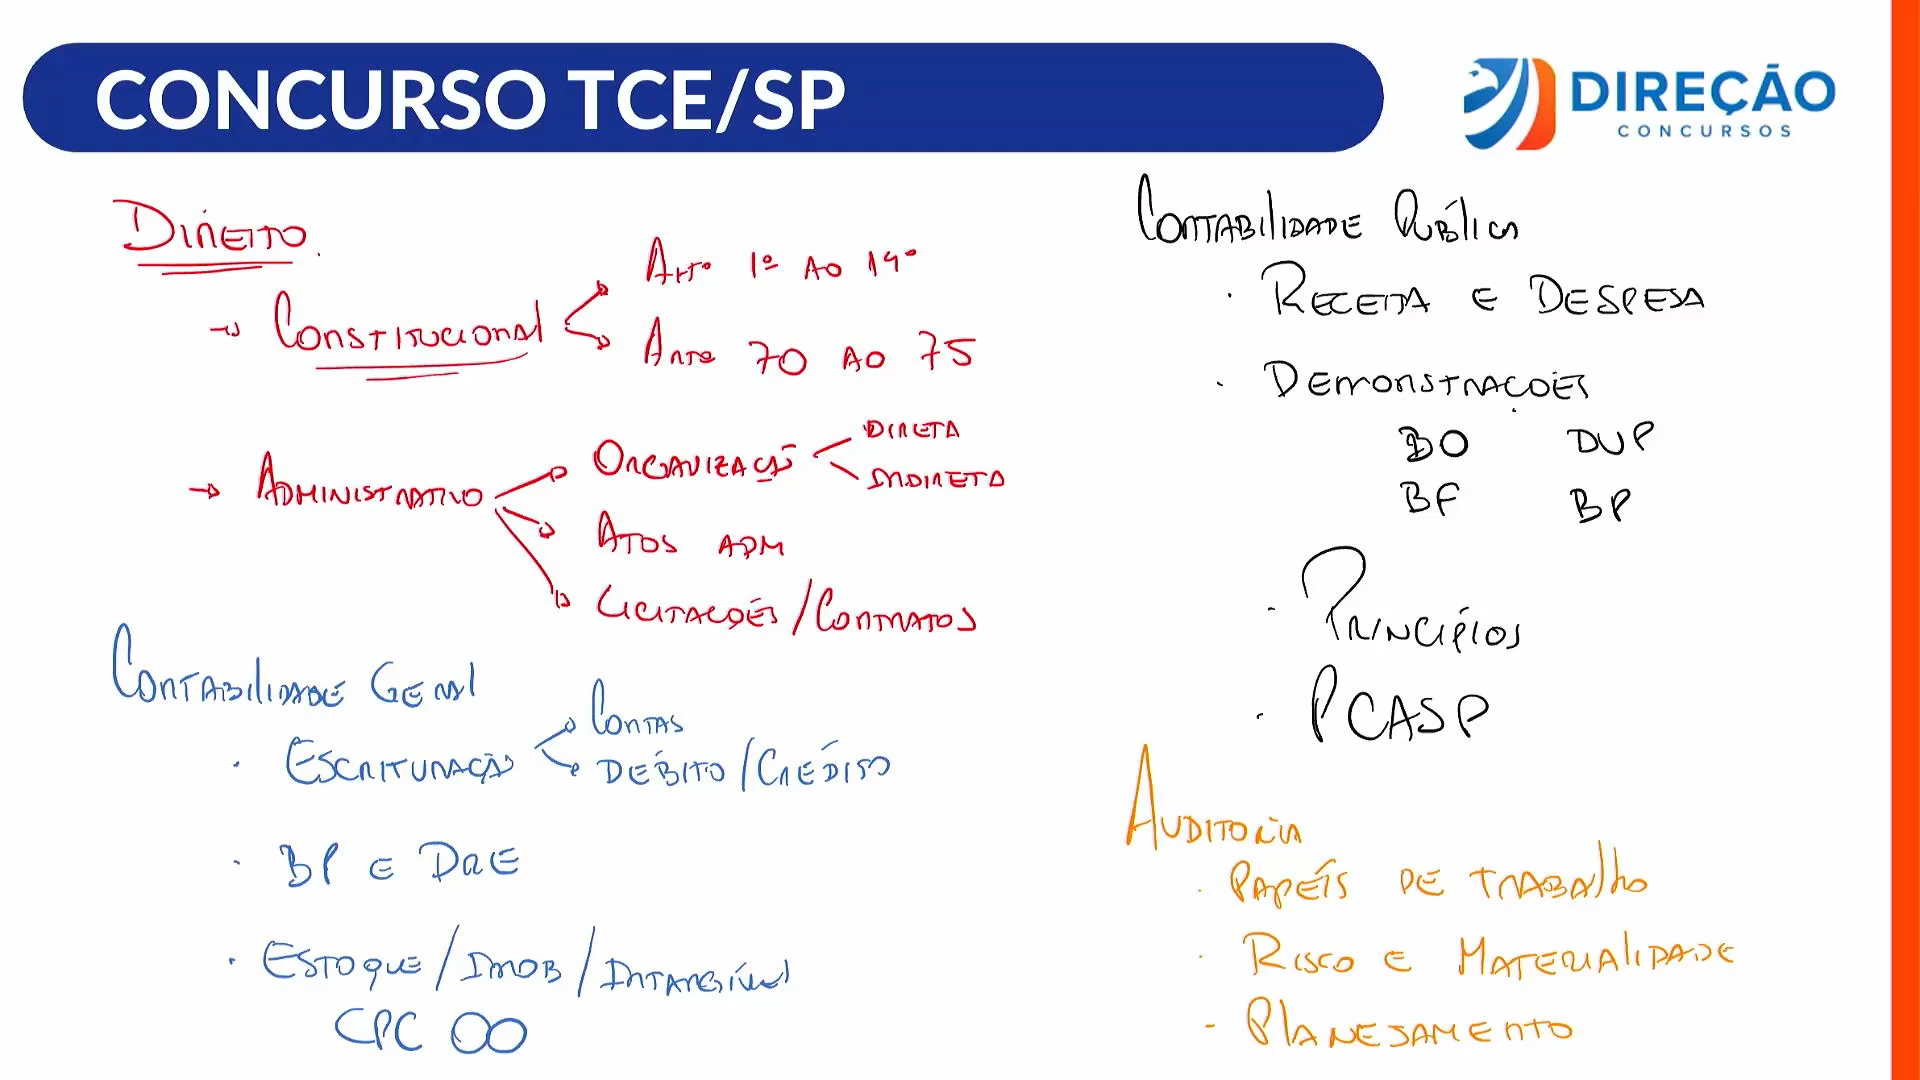 CONCURSO TCE/SP
DIREÇÃO
CONCURSOS
DIREITO
→ CONSTITUCIONAL
ARTº 1º AO 14º
ARTº 70 AO 75
→ ADMINISTRATIVO
ORGANIZAÇÃO
DIRETA
INDIRETA
ATOS ADM
LICITAÇÕES/CONTRATOS
CONTABILIDADE GERAL
· ESCRITURAÇÃO
CONTAS
DÉBITO/CRÉDITO
· BP E DRE
· ESTOQUE/IMOB/INTANGÍVEL
CPC 00
CONTABILIDADE PÚBLICA
· RECEITA E DESPESA
· DEMONSTRAÇÕES
BO DVP
BF BP
· PRINCÍPIOS
· PCASP
AUDITORIA
· PAPÉIS DE TRABALHO
· RISCO E MATERIALIDADE
- PLANEJAMENTO